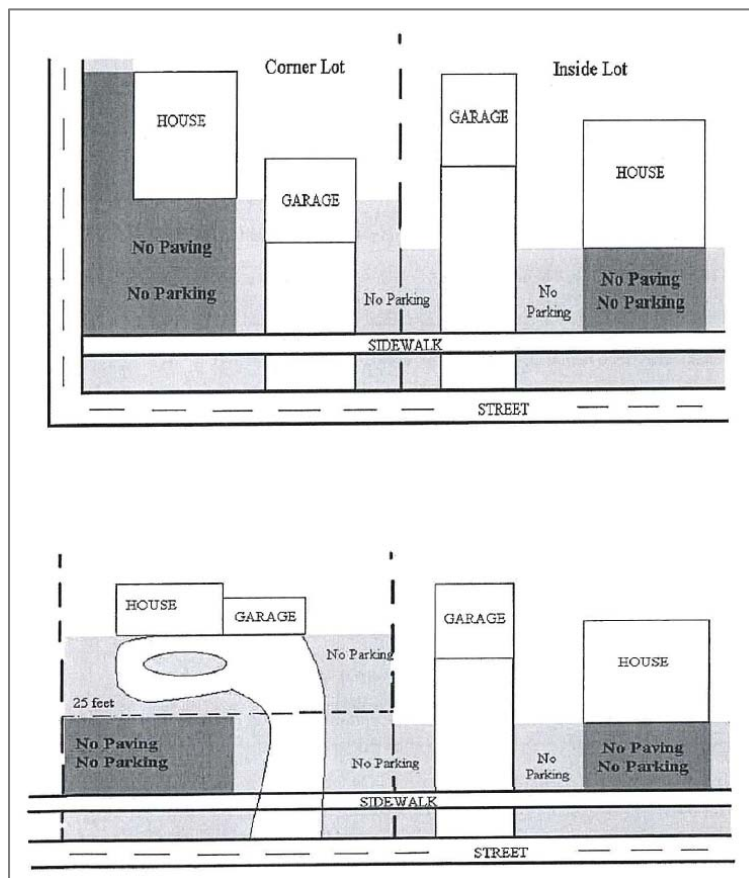 Corner Lot
Inside Lot
HOUSE
GARAGE
GARAGE
HOUSE
No Paving
No Parking
No Parking
No
Parking
No Paving
No Parking
SIDEWALK
STREET
HOUSE
GARAGE
No Parking
GARAGE
HOUSE
25 feet
No Paving
No Parking
No Parking
No
Parking
No Paving
No Parking
SIDEWALK
STREET